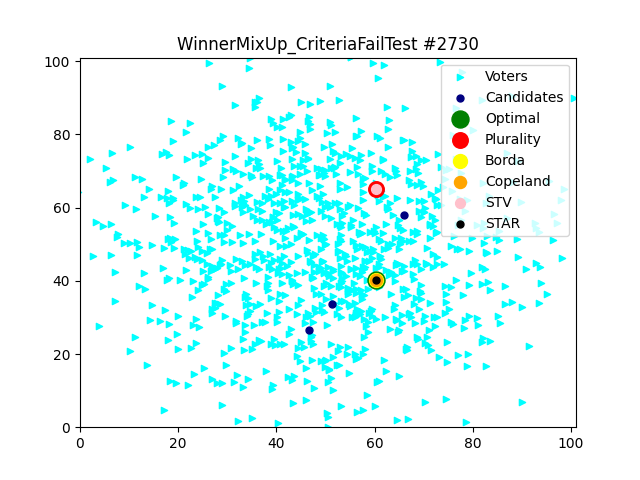 WinnerMixUp_CriteriaFailTest #2730
100
80
60
40
20
0
0 20 40 60 80 100
Voters
Candidates
Optimal
Plurality
Borda
Copeland
STV
STAR